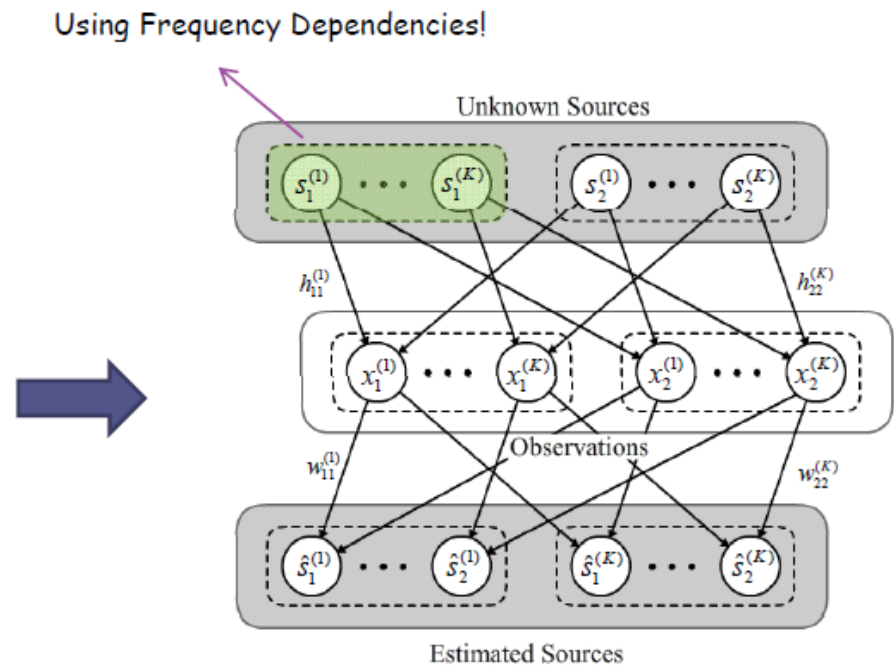 Using Frequency Dependencies!
Unknown Sources
s₁⁽¹⁾ • • • s₁⁽ᴷ⁾ s₂⁽¹⁾ • • • s₂⁽ᴷ⁾
h₁₁⁽¹⁾ h₂₂⁽ᴷ⁾
x₁⁽¹⁾ • • • x₁⁽ᴷ⁾ x₂⁽¹⁾ • • • x₂⁽ᴷ⁾
Observations
w₁₁⁽¹⁾ w₂₂⁽ᴷ⁾
ŝ₁⁽¹⁾ • • • ŝ₂⁽¹⁾ ŝ₁⁽ᴷ⁾ • • • ŝ₂⁽ᴷ⁾
Estimated Sources